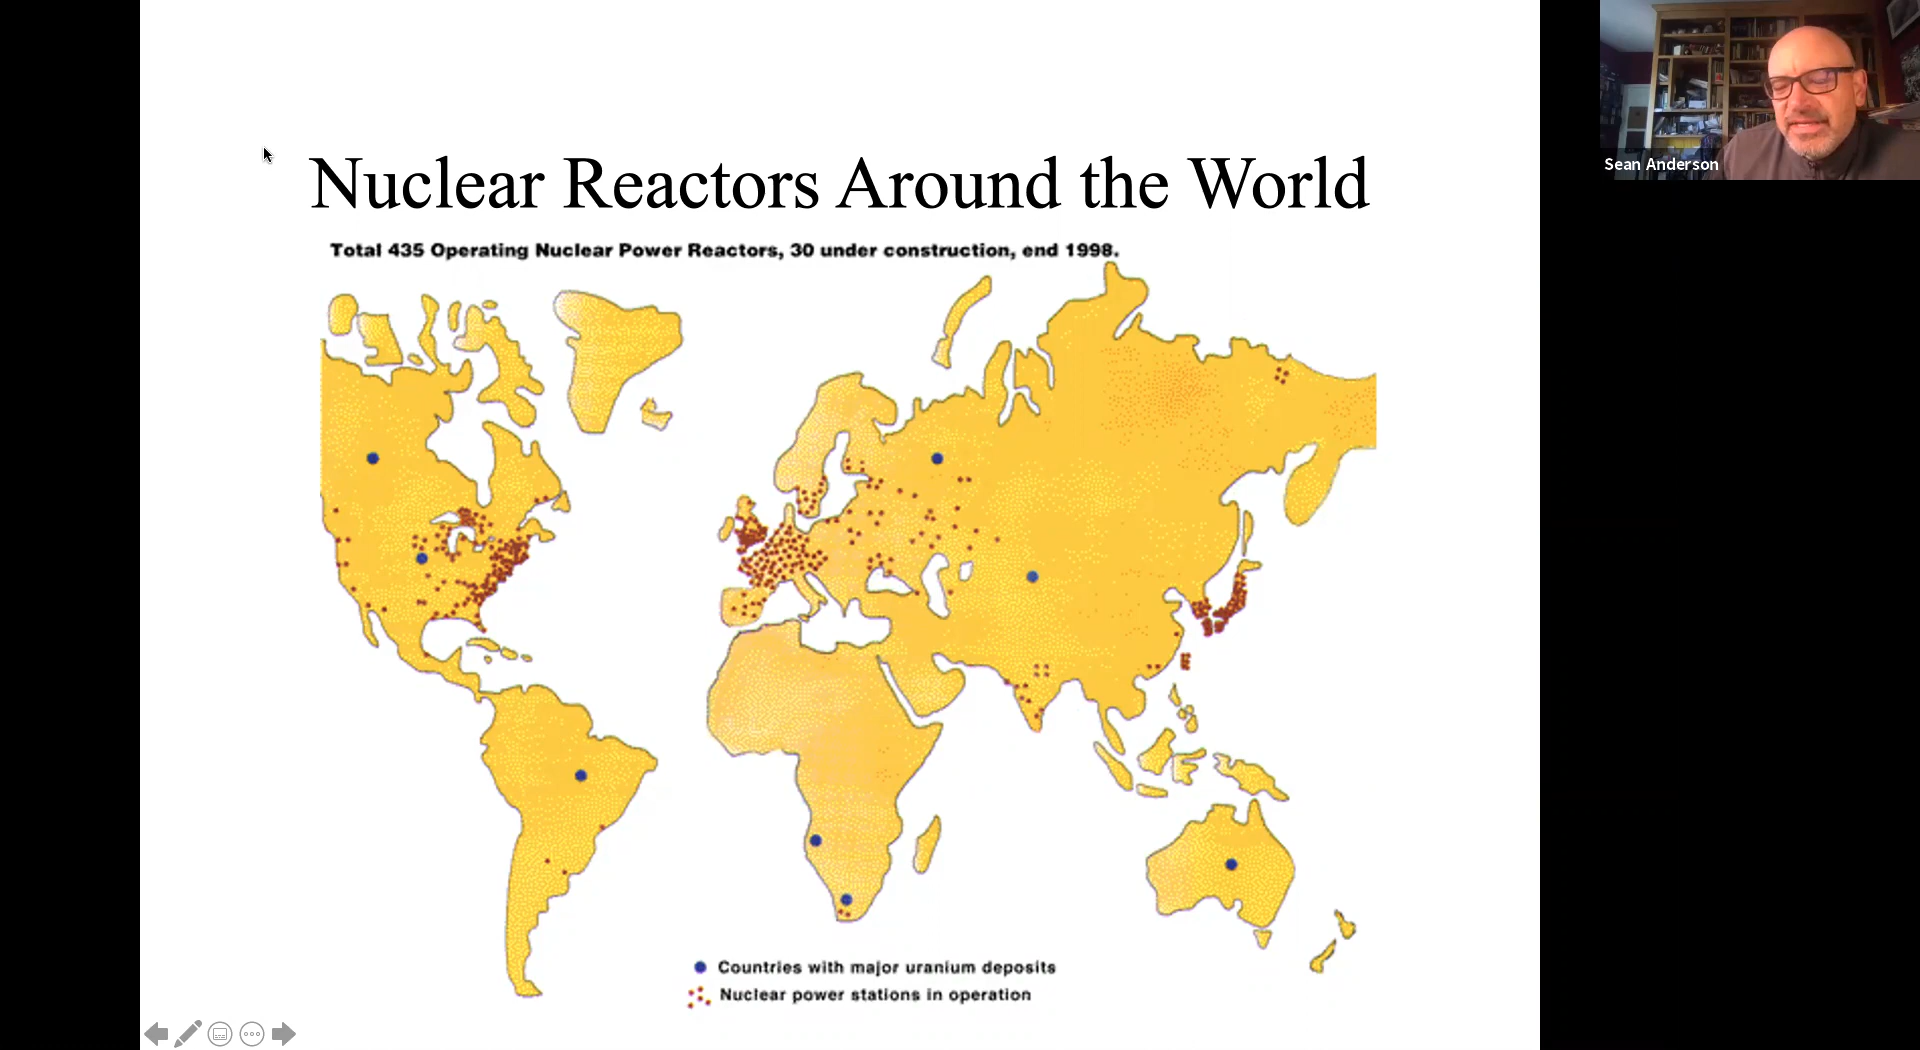 Nuclear Reactors Around the World
Total 435 Operating Nuclear Power Reactors, 30 under construction, end 1998.
Countries with major uranium deposits
Nuclear power stations in operation
Sean Anderson